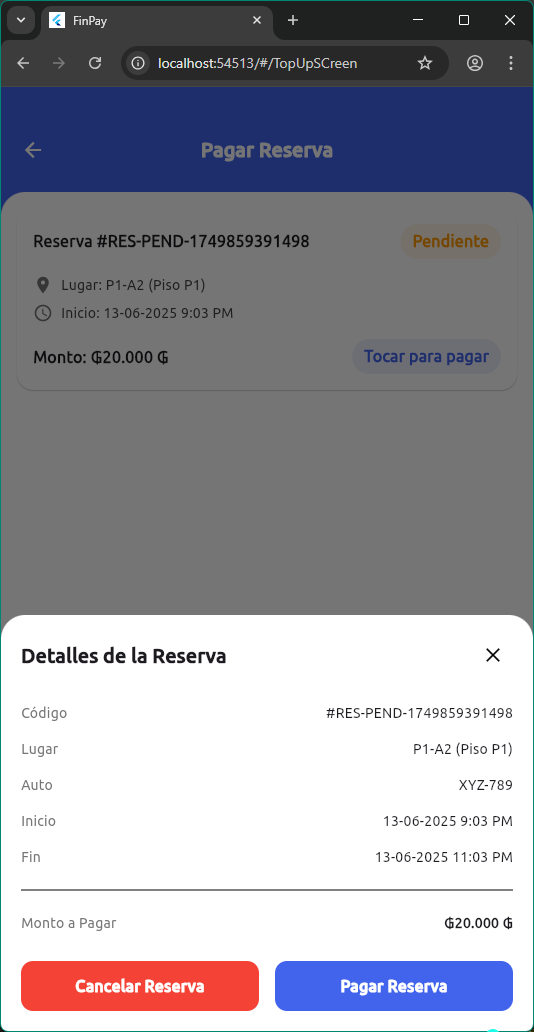 FinPay
localhost:54513/#/TopUpSCreen
Pagar Reserva
Reserva #RES-PEND-1749859391498
Pendiente
Lugar: P1-A2 (Piso P1)
Inicio: 13-06-2025 9:03 PM
Monto: ₲20.000 ₲
Tocar para pagar
Detalles de la Reserva
Código #RES-PEND-1749859391498
Lugar P1-A2 (Piso P1)
Auto XYZ-789
Inicio 13-06-2025 9:03 PM
Fin 13-06-2025 11:03 PM
Monto a Pagar ₲20.000 ₲
Cancelar Reserva
Pagar Reserva